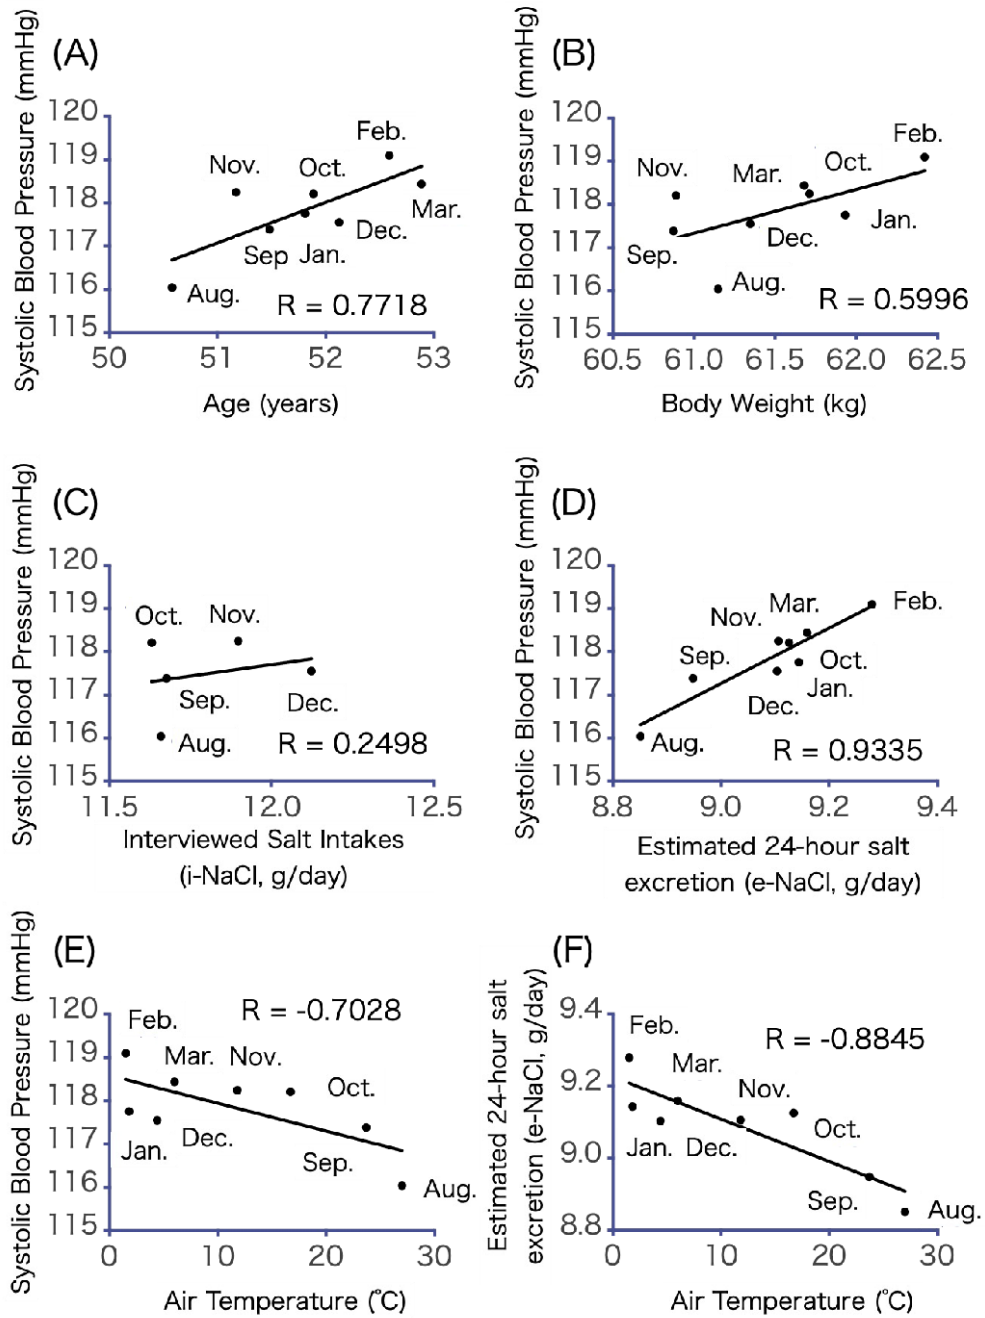 (A)
Systolic Blood Pressure (mmHg)
120
119
118
117
116
115
Feb.
Nov.
Oct.
Mar.
Dec.
Sep
Jan.
Aug.
R = 0.7718
50
51
52
53
Age (years)
(B)
Systolic Blood Pressure (mmHg)
120
119
118
117
116
115
Feb.
Oct.
Nov.
Mar.
Jan.
Dec.
Sep.
Aug.
R = 0.5996
60.5
61.0
61.5
62.0
62.5
Body Weight (kg)
(C)
Systolic Blood Pressure (mmHg)
120
119
118
117
116
115
Oct.
Nov.
Sep.
Dec.
Aug.
R = 0.2498
11.5
12.0
12.5
Interviewed Salt Intakes
(i-NaCl, g/day)
(D)
Systolic Blood Pressure (mmHg)
120
119
118
117
116
115
Feb.
Mar.
Nov.
Sep.
Oct.
Jan.
Dec.
Aug.
R = 0.9335
8.8
9.0
9.2
9.4
Estimated 24-hour salt
excretion (e-NaCl, g/day)
(E)
Systolic Blood Pressure (mmHg)
120
119
118
117
116
115
R = -0.7028
Feb.
Mar.
Nov.
Oct.
Dec.
Jan.
Sep.
Aug.
0
10
20
30
Air Temperature (℃)
(F)
Estimated 24-hour salt
excretion (e-NaCl, g/day)
9.4
9.2
9.0
8.8
Feb.
R = -0.8845
Mar.
Nov.
Oct.
Jan.
Dec.
Sep.
Aug.
0
10
20
30
Air Temperature (℃)